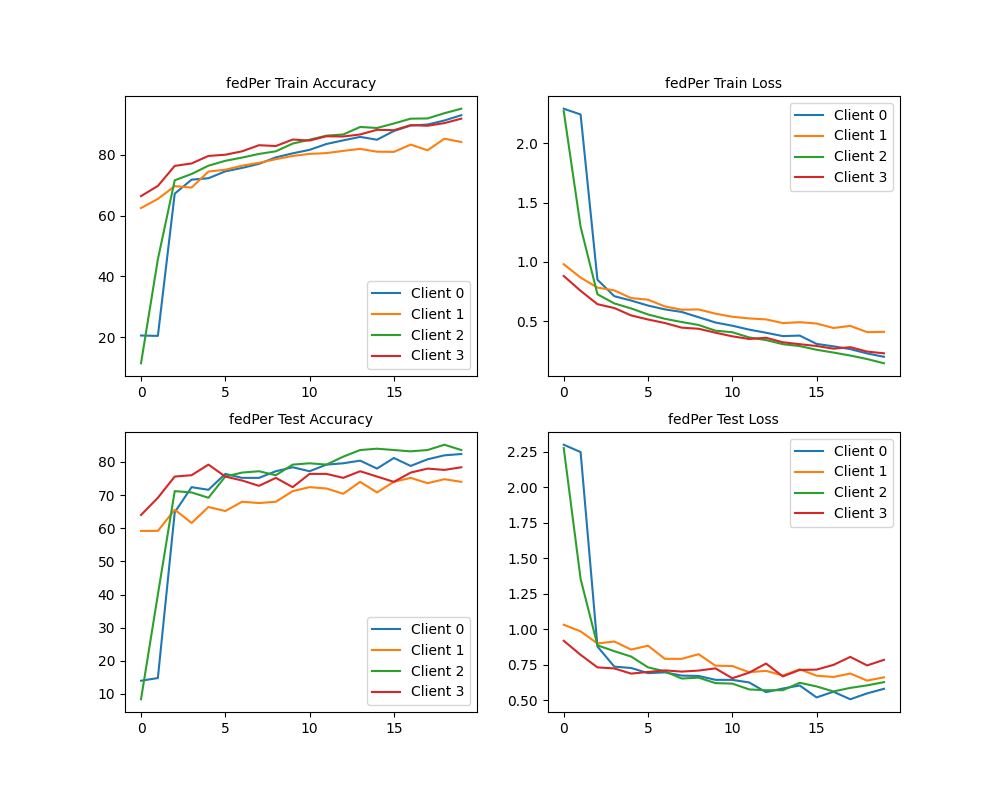 fedPer Train Accuracy
80
60
40
20
0 5 10 15
Client 0
Client 1
Client 2
Client 3
fedPer Train Loss
2.0
1.5
1.0
0.5
0 5 10 15
Client 0
Client 1
Client 2
Client 3
fedPer Test Accuracy
80
70
60
50
40
30
20
10
0 5 10 15
Client 0
Client 1
Client 2
Client 3
fedPer Test Loss
2.25
2.00
1.75
1.50
1.25
1.00
0.75
0.50
0 5 10 15
Client 0
Client 1
Client 2
Client 3